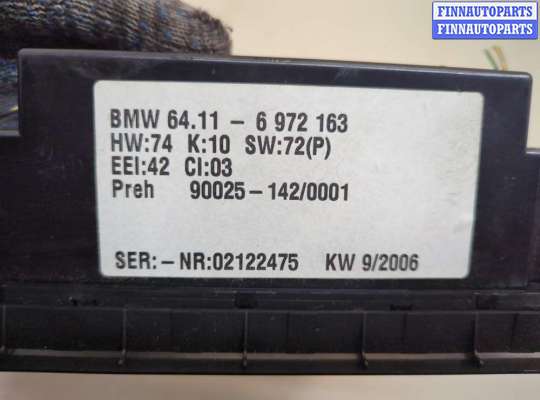 FINNAUTOPARTS
FINNAUTOPARTS
BMW 64.11 - 6 972 163
HW:74 K:10 SW:72(P)
EEI:42 CI:03
Preh 90025-142/0001
SER:-NR:02122475 KW 9/2006